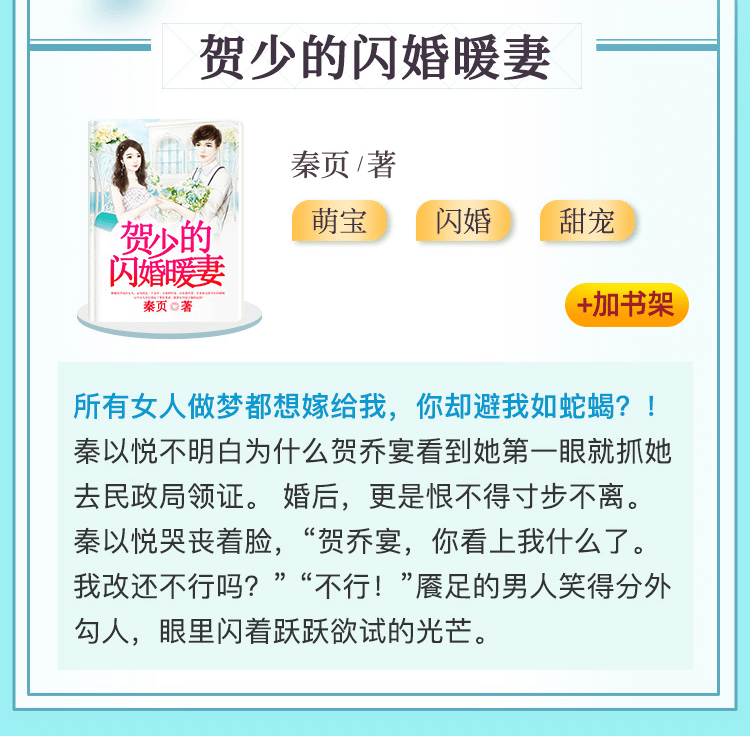 贺少的闪婚暖妻
秦页/著
萌宝
闪婚
甜宠
贺少的
闪婚暖妻
秦页 著
+加书架
所有女人做梦都想嫁给我，你却避我如蛇蝎？！
秦以悦不明白为什么贺乔宴看到她第一眼就抓她
去民政局领证。 婚后，更是恨不得寸步不离。
秦以悦哭丧着脸，“贺乔宴，你看上我什么了。
我改还不行吗？” “不行！”餍足的男人笑得分外
勾人，眼里闪着跃跃欲试的光芒。